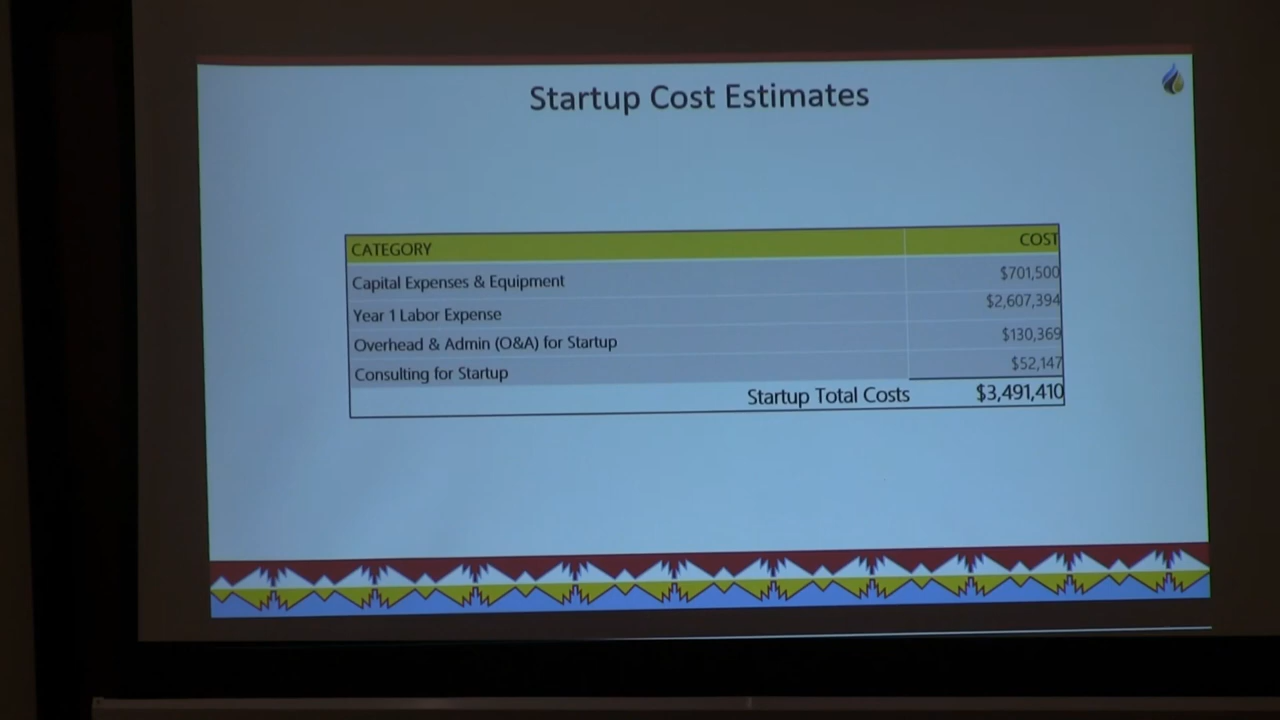 Startup Cost Estimates
CATEGORY COST
Capital Expenses & Equipment $701,500
Year 1 Labor Expense $2,607,394
Overhead & Admin (O&A) for Startup $130,369
Consulting for Startup $52,147
Startup Total Costs $3,491,410